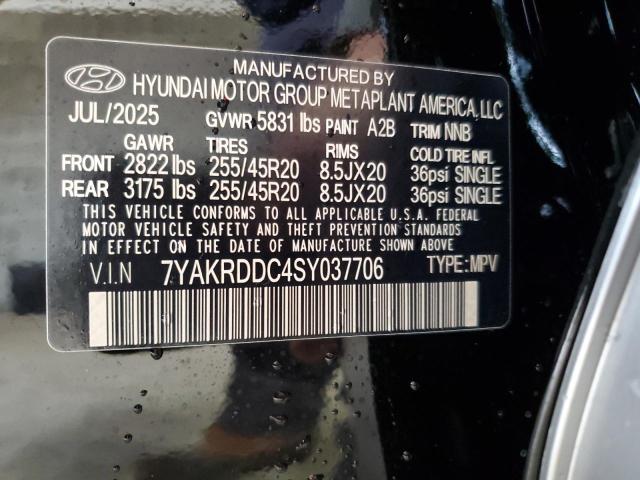 MANUFACTURED BY
HYUNDAI MOTOR GROUP METAPLANT AMERICA, LLC
JUL/2025 GVWR 5831 lbs PAINT A2B TRIM NNB
GAWR TIRES RIMS COLD TIRE INFL
FRONT 2822 lbs 255/45R20 8.5JX20 36psi SINGLE
REAR 3175 lbs 255/45R20 8.5JX20 36psi SINGLE
THIS VEHICLE CONFORMS TO ALL APPLICABLE U.S.A. FEDERAL
MOTOR VEHICLE SAFETY AND THEFT PREVENTION STANDARDS
IN EFFECT ON THE DATE OF MANUFACTURE SHOWN ABOVE.
V.I.N 7YAKRDDC4SY037706 TYPE: MPV